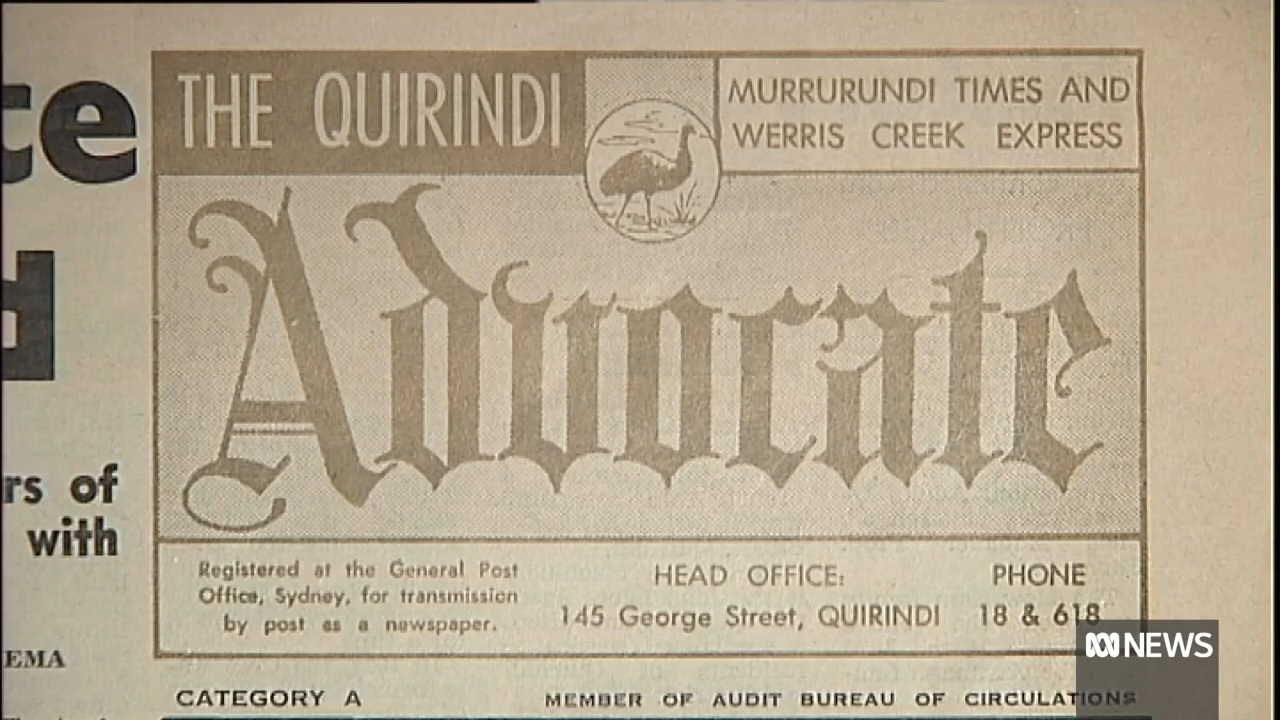 ce
THE QUIRINDI
MURRURUNDI TIMES AND
WERRIS CREEK EXPRESS
d
Advocate
rs of
with
Registered at the General Post
Office, Sydney, for transmission
by post as a newspaper.
HEAD OFFICE:
145 George Street, QUIRINDI
PHONE
18 & 618
NEWS
EMA
CATEGORY A
MEMBER OF AUDIT BUREAU OF CIRCULATIONS